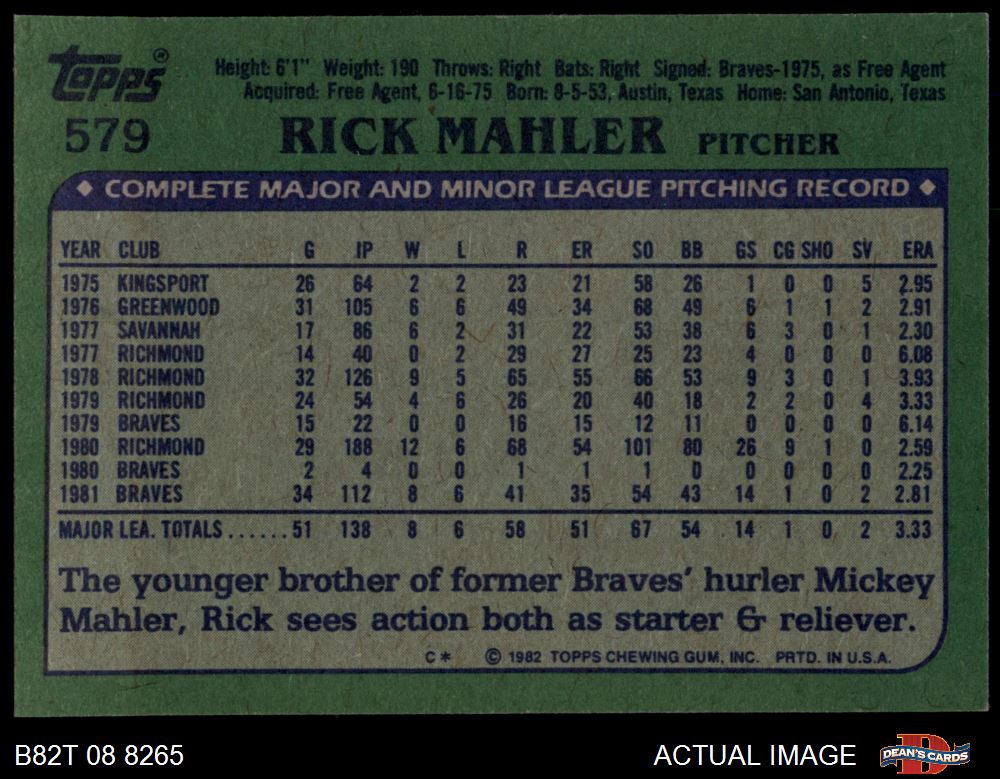 Topps®
Height: 6'1" Weight: 190 Throws: Right Bats: Right Signed: Braves-1975, as Free Agent
Acquired: Free Agent, 6-16-75 Born: 8-5-53, Austin, Texas Home: San Antonio, Texas
579 RICK MAHLER PITCHER
◆ COMPLETE MAJOR AND MINOR LEAGUE PITCHING RECORD ◆
YEAR CLUB G IP W L R ER SO BB GS CG SHO SV ERA
1975 KINGSPORT 26 64 2 2 23 21 58 26 1 0 0 5 2.95
1976 GREENWOOD 31 105 6 6 49 34 68 49 6 1 1 2 2.91
1977 SAVANNAH 17 86 6 2 31 22 53 38 6 3 0 1 2.30
1977 RICHMOND 14 40 0 2 29 27 25 23 4 0 0 0 6.08
1978 RICHMOND 32 126 9 5 65 55 66 53 9 3 0 1 3.93
1979 RICHMOND 24 54 4 6 26 20 40 18 2 2 0 4 3.33
1979 BRAVES 15 22 0 0 16 15 12 11 0 0 0 0 6.14
1980 RICHMOND 29 188 12 6 68 54 101 80 26 9 1 0 2.59
1980 BRAVES 2 4 0 0 1 1 1 0 0 0 0 0 2.25
1981 BRAVES 34 112 8 6 41 35 54 43 14 1 0 2 2.81
MAJOR LEA. TOTALS......51 138 8 6 58 51 67 54 14 1 0 2 3.33
The younger brother of former Braves' hurler Mickey
Mahler, Rick sees action both as starter & reliever.
C* © 1982 TOPPS CHEWING GUM, INC. PRTD. IN U.S.A.
B82T 08 8265 ACTUAL IMAGE DEAN'S CARDS